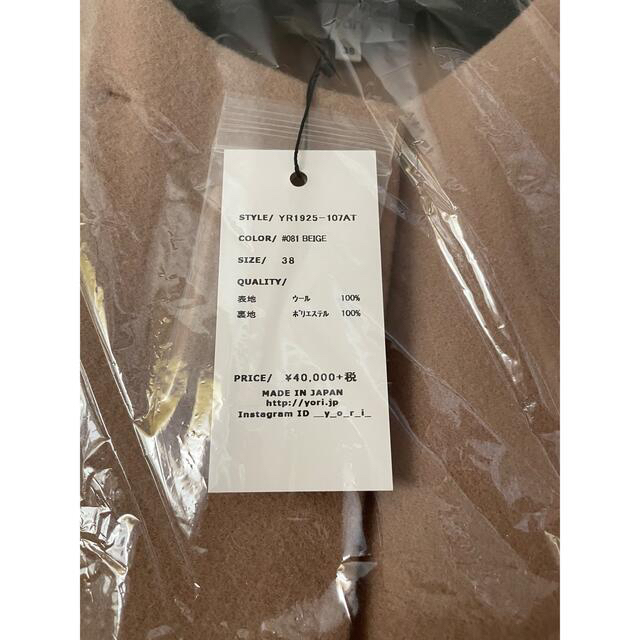 38
STYLE/ YR1925-107AT
COLOR/ #081 BEIGE
SIZE/ 38
QUALITY/
表地 ウール 100%
裏地 ポリエステル 100%
PRICE/ ¥40,000+税
MADE IN JAPAN
http://yori.jp
Instagram ID __y_o_r_i_